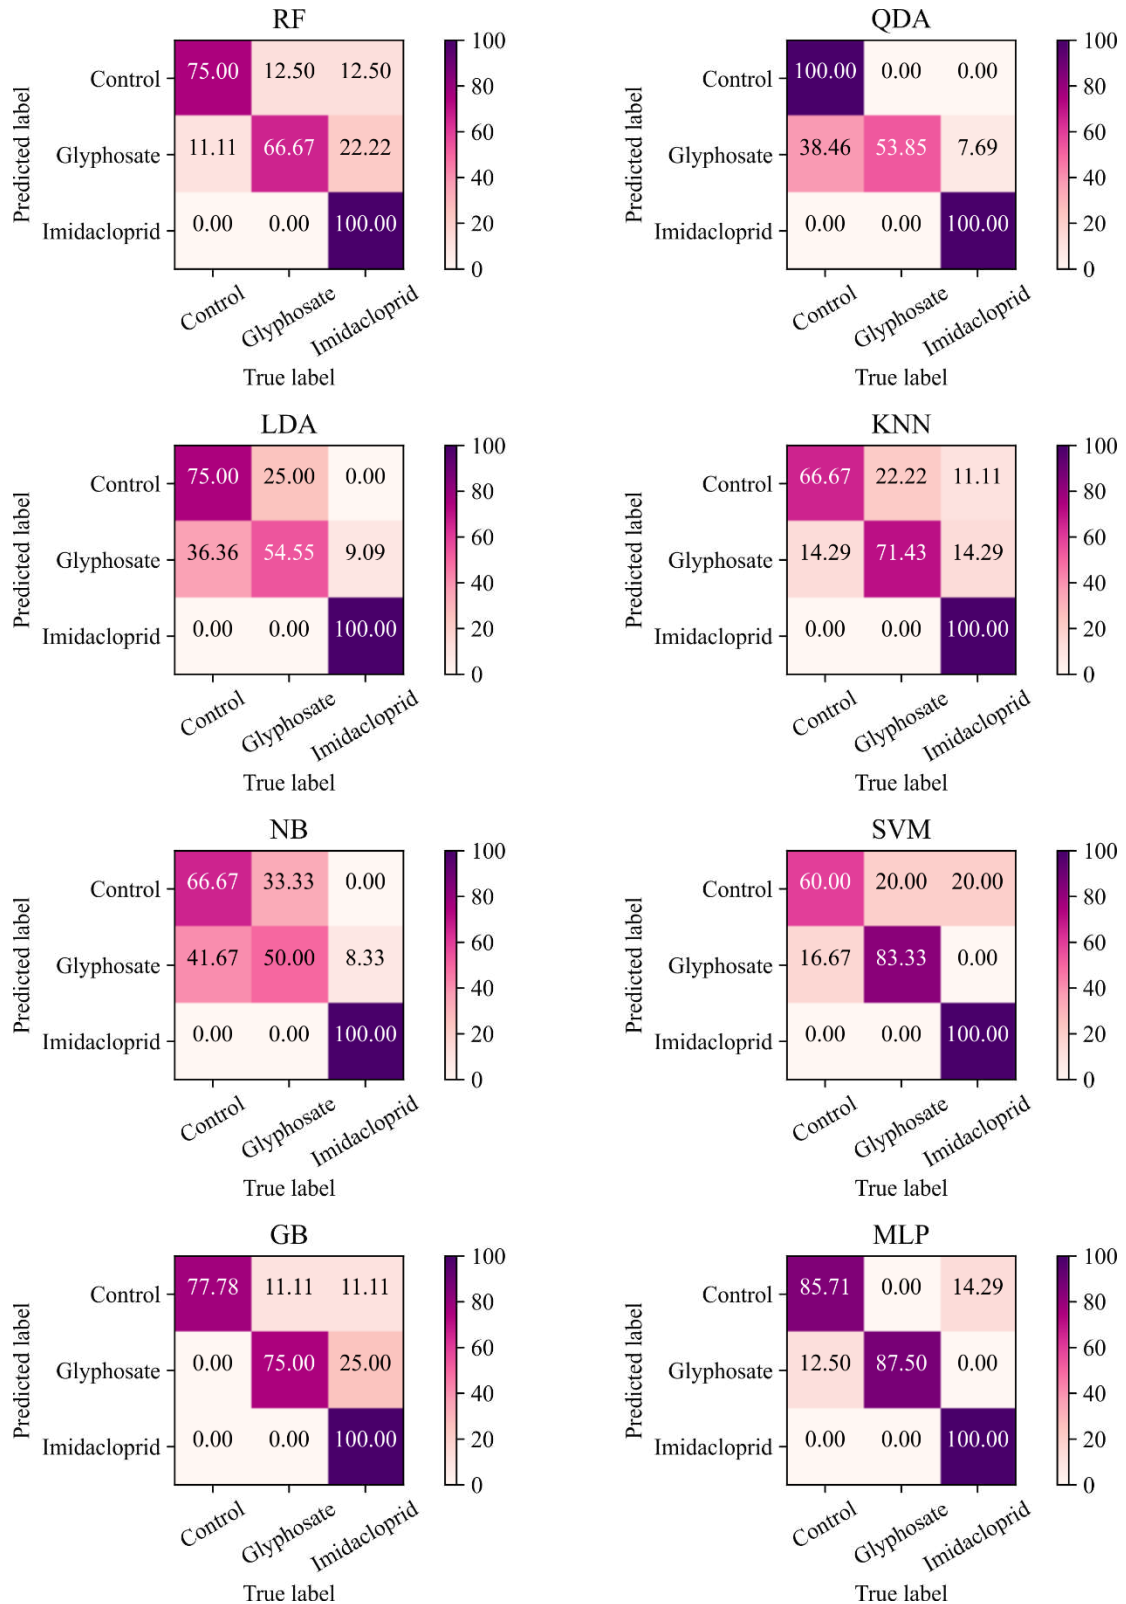 RF
Predicted label
Control
Glyphosate
Imidacloprid
75.00 12.50 12.50
11.11 66.67 22.22
0.00 0.00 100.00
Control Glyphosate Imidacloprid
True label
100
80
60
40
20
0
QDA
Predicted label
Control
Glyphosate
Imidacloprid
100.00 0.00 0.00
38.46 53.85 7.69
0.00 0.00 100.00
Control Glyphosate Imidacloprid
True label
100
80
60
40
20
0
LDA
Predicted label
Control
Glyphosate
Imidacloprid
75.00 25.00 0.00
36.36 54.55 9.09
0.00 0.00 100.00
Control Glyphosate Imidacloprid
True label
100
80
60
40
20
0
KNN
Predicted label
Control
Glyphosate
Imidacloprid
66.67 22.22 11.11
14.29 71.43 14.29
0.00 0.00 100.00
Control Glyphosate Imidacloprid
True label
100
80
60
40
20
0
NB
Predicted label
Control
Glyphosate
Imidacloprid
66.67 33.33 0.00
41.67 50.00 8.33
0.00 0.00 100.00
Control Glyphosate Imidacloprid
True label
100
80
60
40
20
0
SVM
Predicted label
Control
Glyphosate
Imidacloprid
60.00 20.00 20.00
16.67 83.33 0.00
0.00 0.00 100.00
Control Glyphosate Imidacloprid
True label
100
80
60
40
20
0
GB
Predicted label
Control
Glyphosate
Imidacloprid
77.78 11.11 11.11
0.00 75.00 25.00
0.00 0.00 100.00
Control Glyphosate Imidacloprid
True label
100
80
60
40
20
0
MLP
Predicted label
Control
Glyphosate
Imidacloprid
85.71 0.00 14.29
12.50 87.50 0.00
0.00 0.00 100.00
Control Glyphosate Imidacloprid
True label
100
80
60
40
20
0